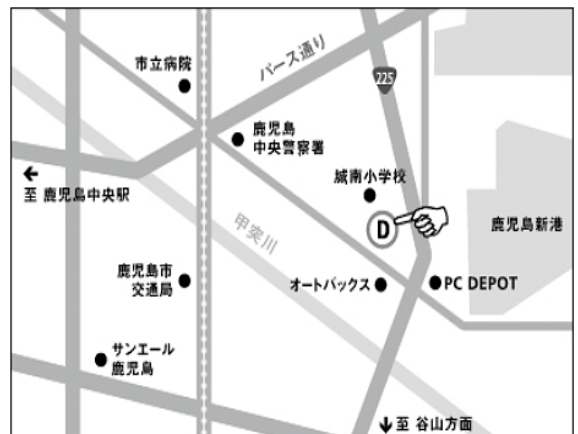 市立病院
パース通り
225
鹿児島
中央警察署
城南小学校
←
至 鹿児島中央駅
D
鹿児島新港
甲突川
鹿児島市
交通局
オートバックス
PC DEPOT
サンエール
鹿児島
↓至 谷山方面